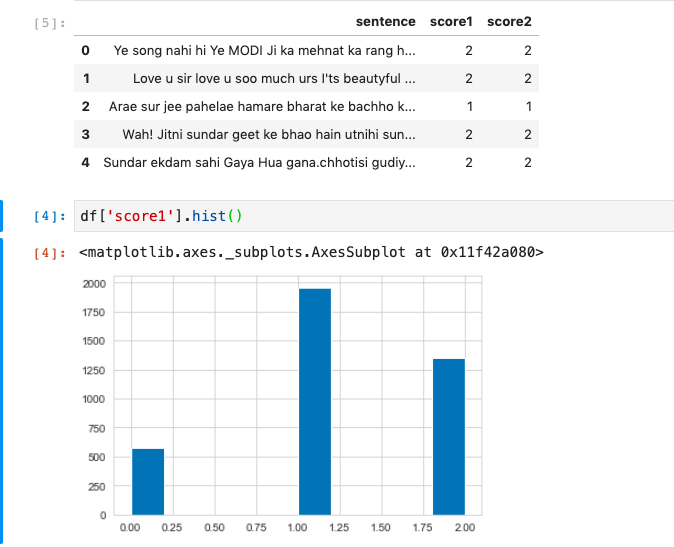 [5]:
sentence score1 score2
0 Ye song nahi hi Ye MODI Ji ka mehnat ka rang h... 2 2
1 Love u sir love u soo much urs I'ts beautyful ... 2 2
2 Arae sur jee pahelae hamare bharat ke bachho k... 1 1
3 Wah! Jitni sundar geet ke bhao hain utnihi sun... 2 2
4 Sundar ekdam sahi Gaya Hua gana.chhotisi gudiy... 2 2
[4]: df['score1'].hist()
[4]: <matplotlib.axes._subplots.AxesSubplot at 0x11f42a080>
2000
1750
1500
1250
1000
750
500
250
0
0.00 0.25 0.50 0.75 1.00 1.25 1.50 1.75 2.00